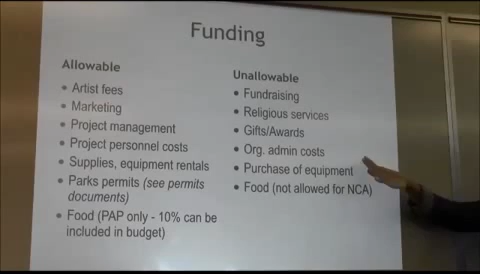 Funding
Allowable
• Artist fees
• Marketing
• Project management
• Project personnel costs
• Supplies, equipment rentals
• Parks permits (see permits
documents)
• Food (PAP only - 10% can be
included in budget)
Unallowable
• Fundraising
• Religious services
• Gifts/Awards
• Org. admin costs
• Purchase of equipment
• Food (not allowed for NCA)